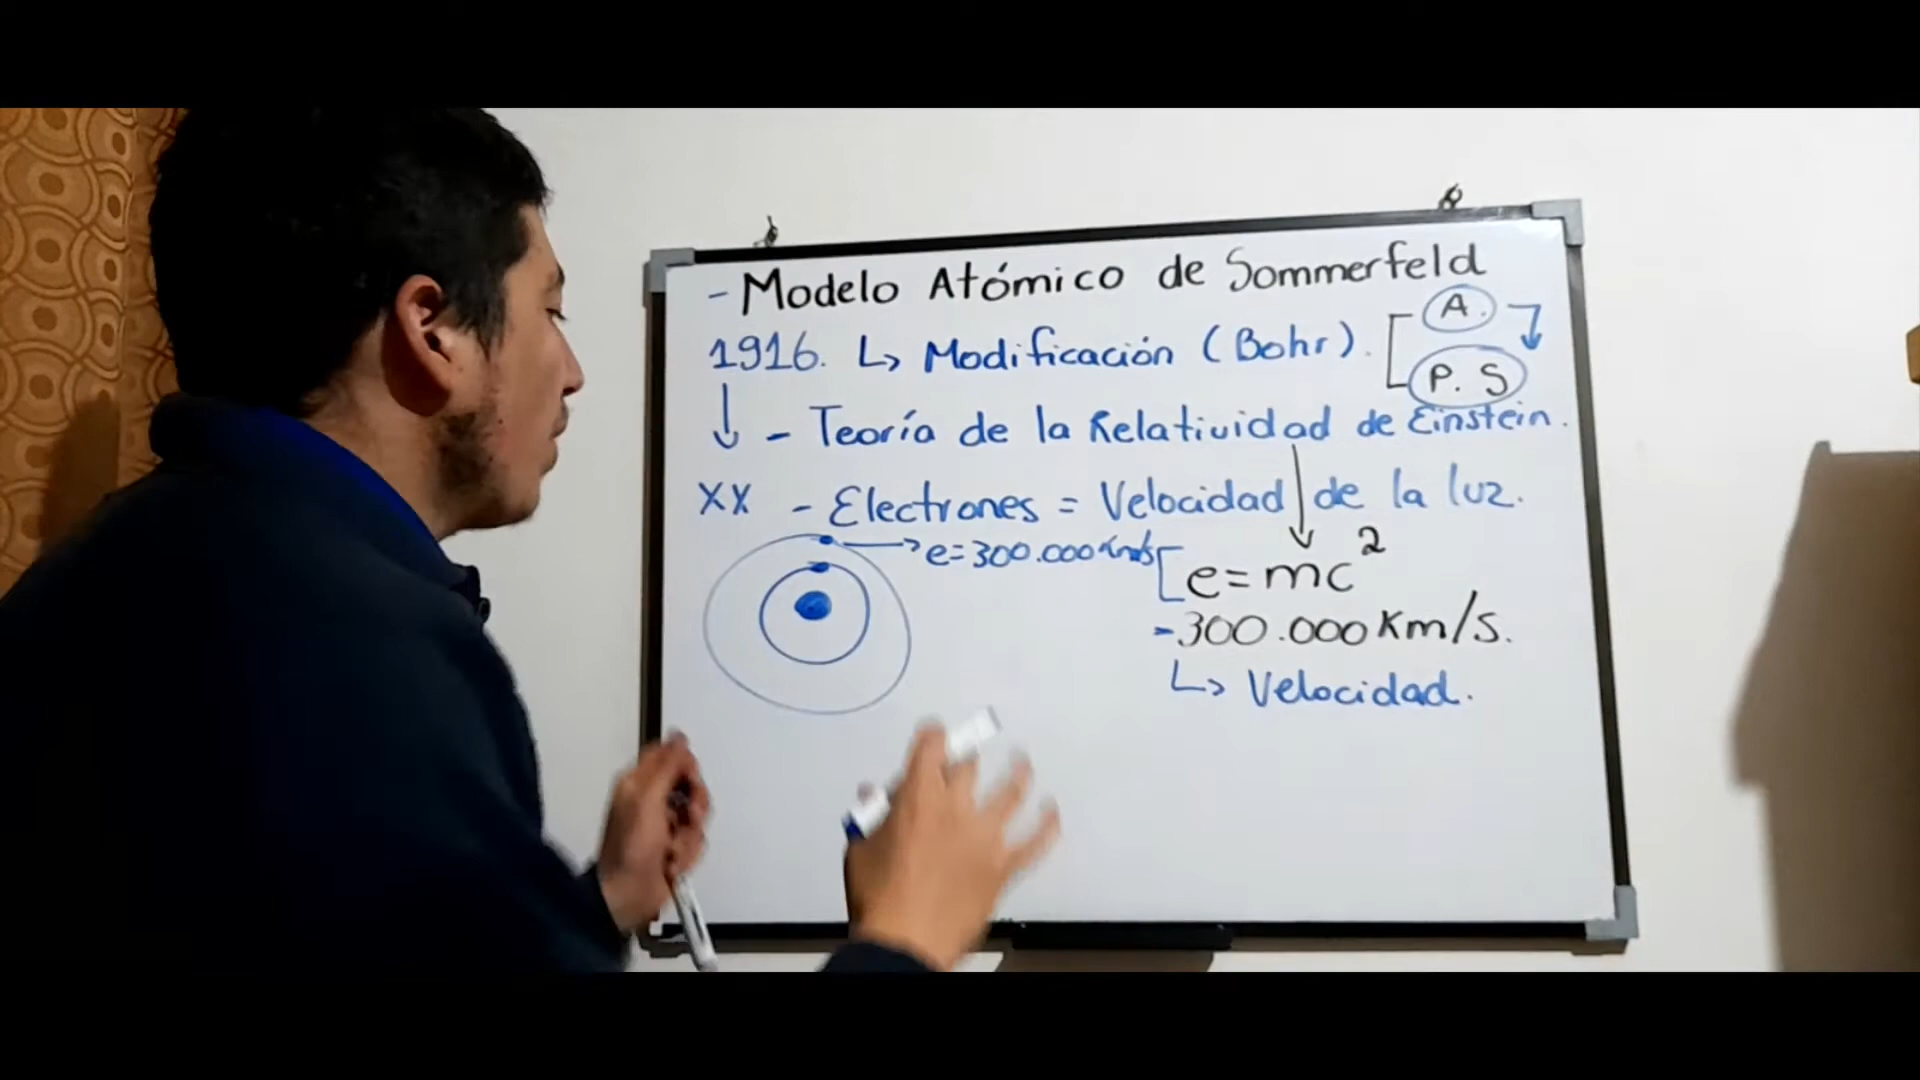 - Modelo Atómico de Sommerfeld
1916. ↳ Modificación (Bohr).
A.
P. S
- Teoría de la Relatividad de Einstein.
XX - Electrones = Velocidad de la luz.
e=300.000 Km/s
e=mc²
-300.000 Km/s.
↳ Velocidad.